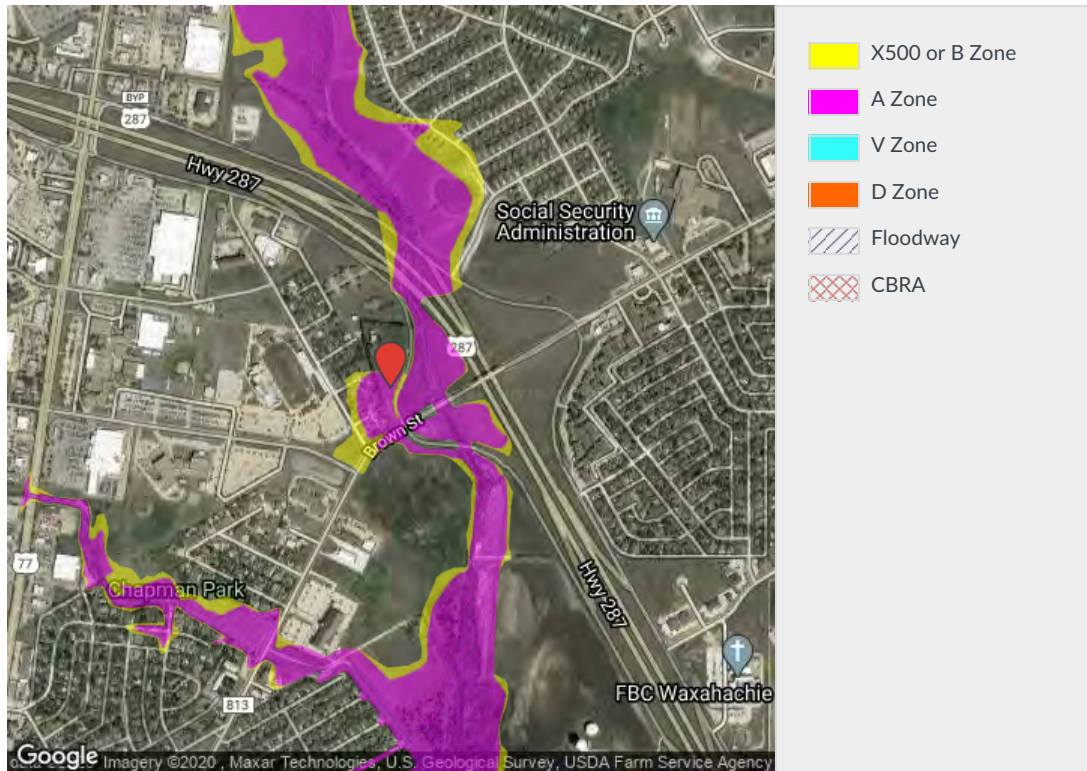 BYP
287
Hwy 287
Social Security
Administration
287
Brown St
77
Chapman Park
Hwy 287
813
FBC Waxahachie
Google
Imagery ©2020 , Maxar Technologies, U.S. Geological Survey, USDA Farm Service Agency
X500 or B Zone
A Zone
V Zone
D Zone
Floodway
CBRA